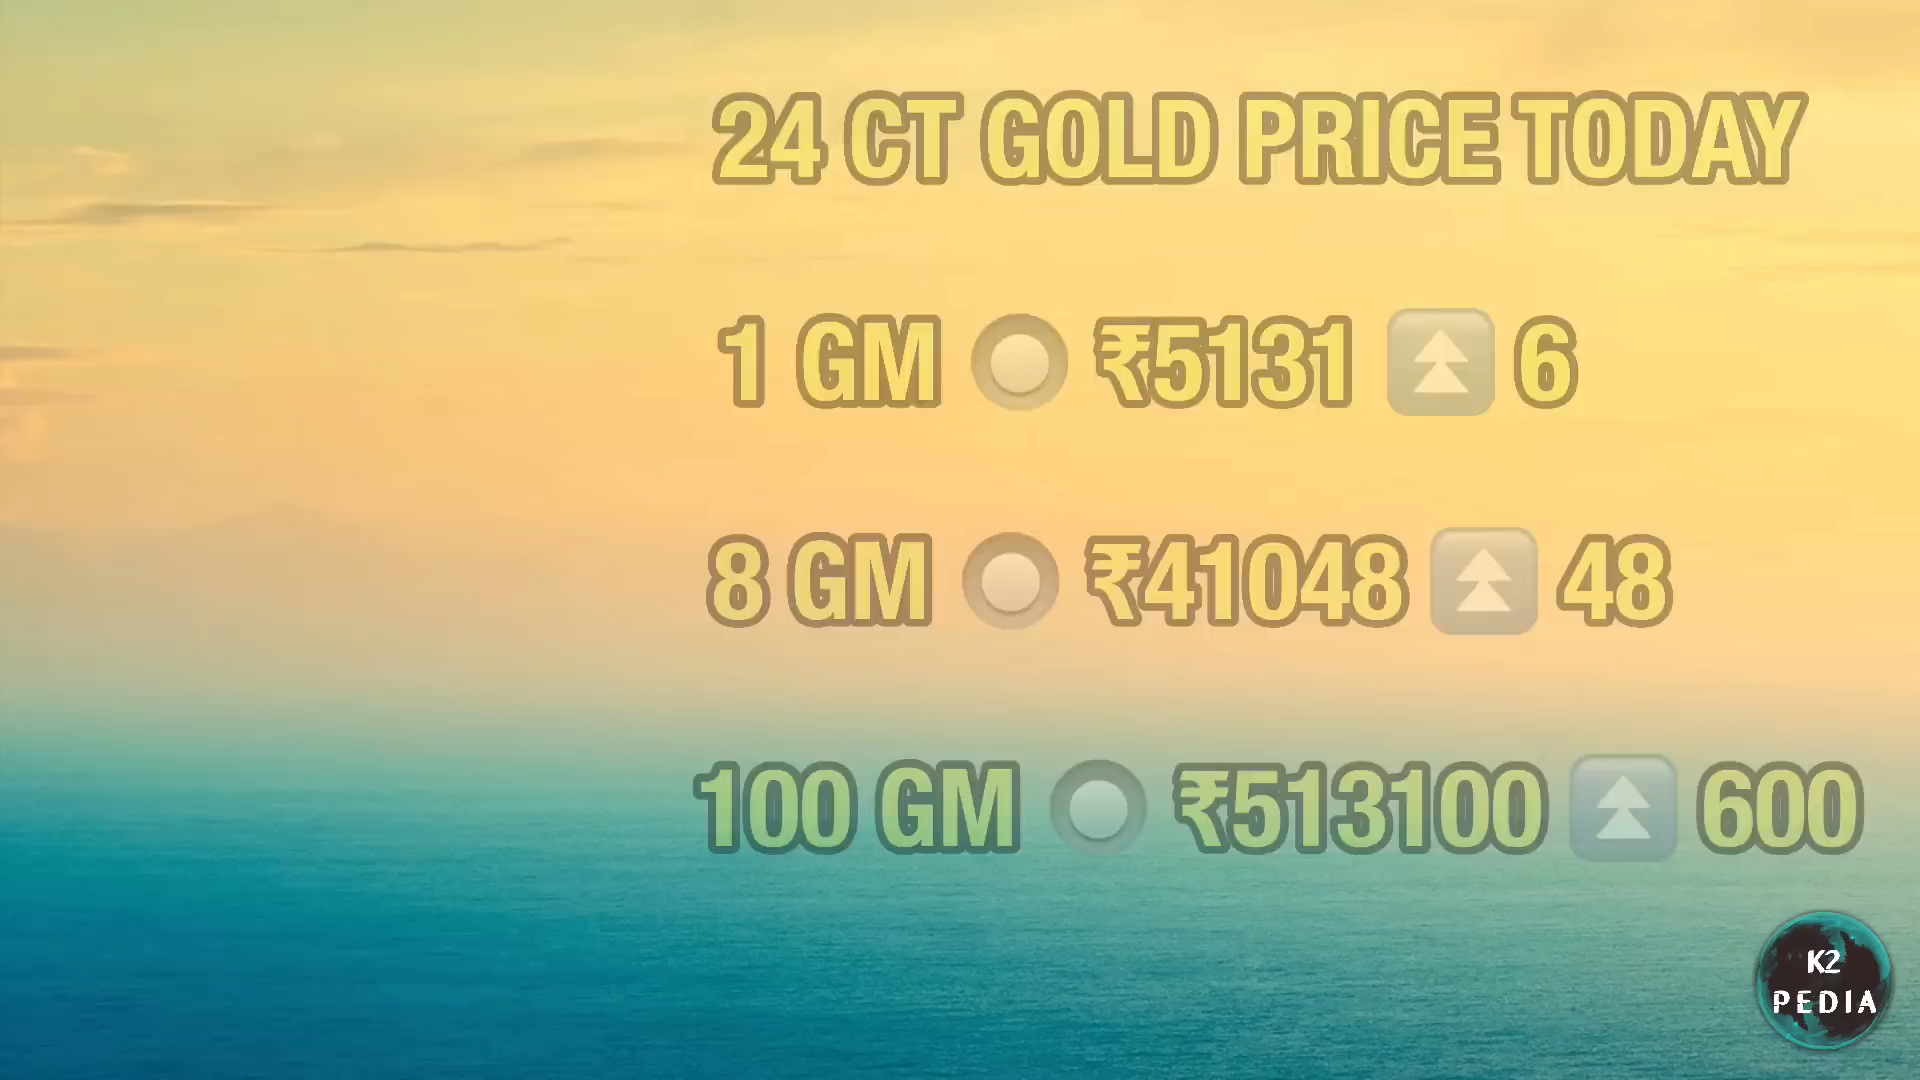 24 CT GOLD PRICE TODAY
1 GM ₹5131 6
8 GM ₹41048 48
100 GM ₹513100 600
K2
PEDIA